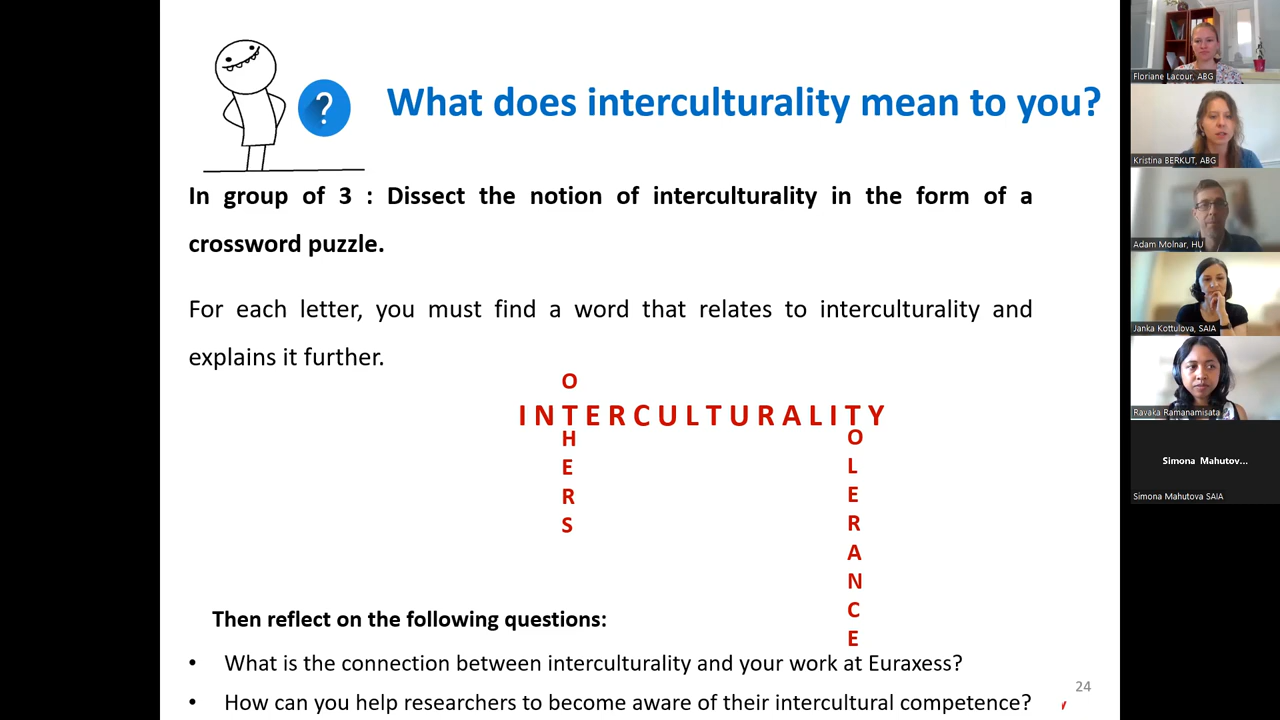 ?
What does interculturality mean to you?
In group of 3 : Dissect the notion of interculturality in the form of a
crossword puzzle.
For each letter, you must find a word that relates to interculturality and
explains it further.
O
INTERCULTURALITY
H
E
R
S
O
L
E
R
A
N
C
E
Then reflect on the following questions:
• What is the connection between interculturality and your work at Euraxess?
• How can you help researchers to become aware of their intercultural competence?
24
Floriane Lacour, ABG
Kristina BERKUT, ABG
Adam Molnar, HU
Janka Kottulova, SAIA
Ravaka Ramanamisata
Simona Mahutov...
Simona Mahutova SAIA